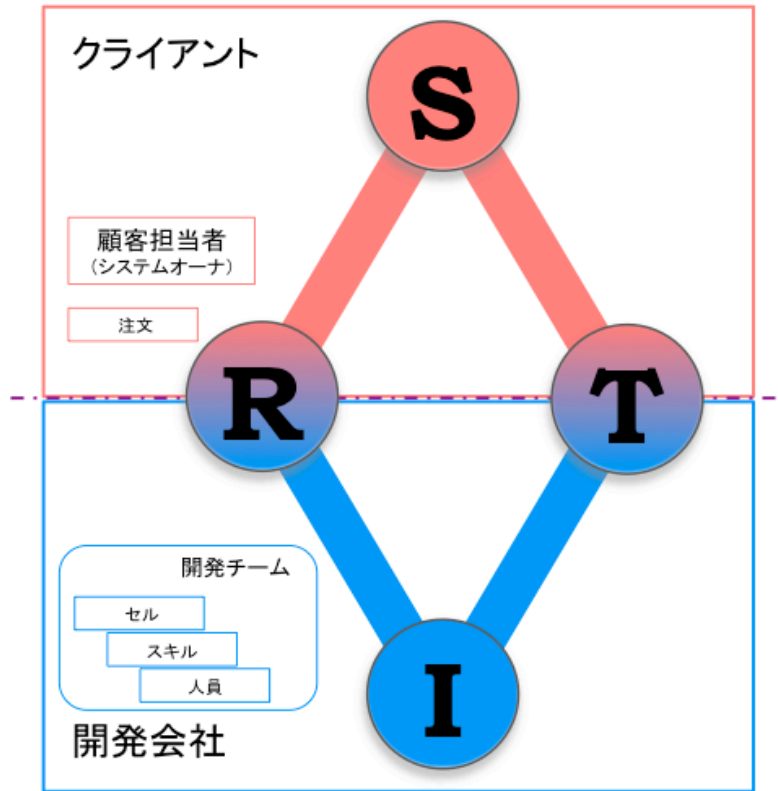 クライアント
S
顧客担当者
(システムオーナ)
注文
R
T
開発チーム
セル
スキル
人員
I
開発会社